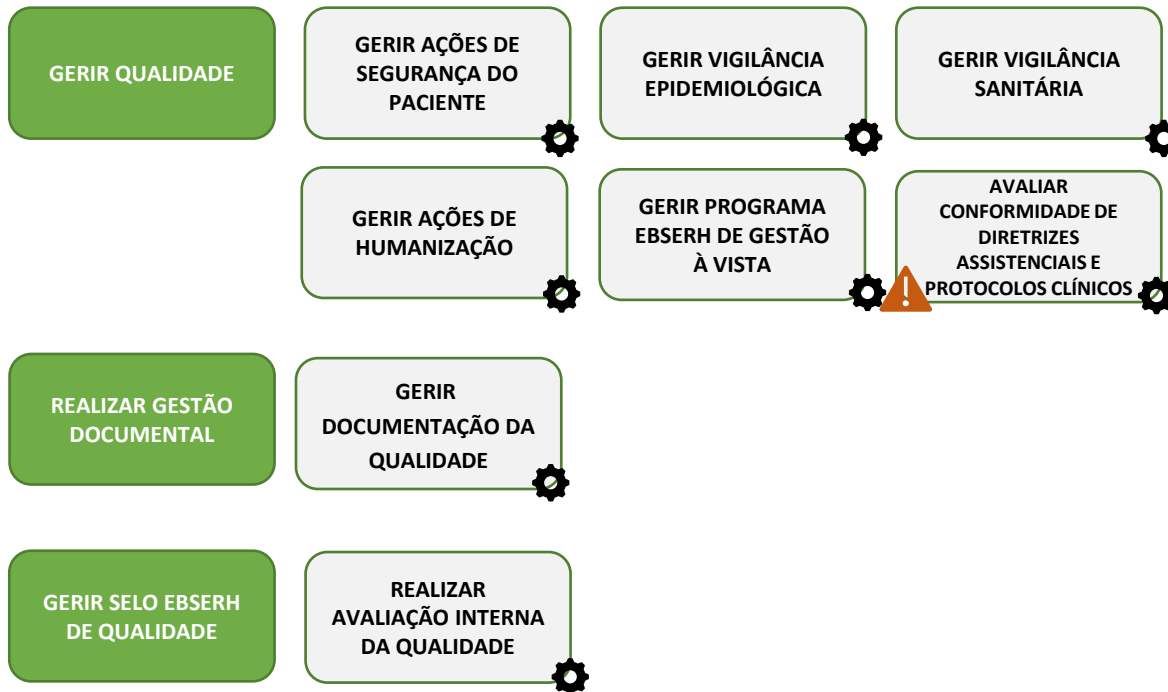 GERIR QUALIDADE
GERIR AÇÕES DE
SEGURANÇA DO
PACIENTE
GERIR VIGILÂNCIA
EPIDEMIOLÓGICA
GERIR VIGILÂNCIA
SANITÁRIA
GERIR AÇÕES DE
HUMANIZAÇÃO
GERIR PROGRAMA
EBSERH DE GESTÃO
À VISTA
AVALIAR
CONFORMIDADE DE
DIRETRIZES
ASSISTENCIAIS E
PROTOCOLOS CLÍNICOS
REALIZAR GESTÃO
DOCUMENTAL
GERIR
DOCUMENTAÇÃO DA
QUALIDADE
GERIR SELO EBSERH
DE QUALIDADE
REALIZAR
AVALIAÇÃO INTERNA
DA QUALIDADE